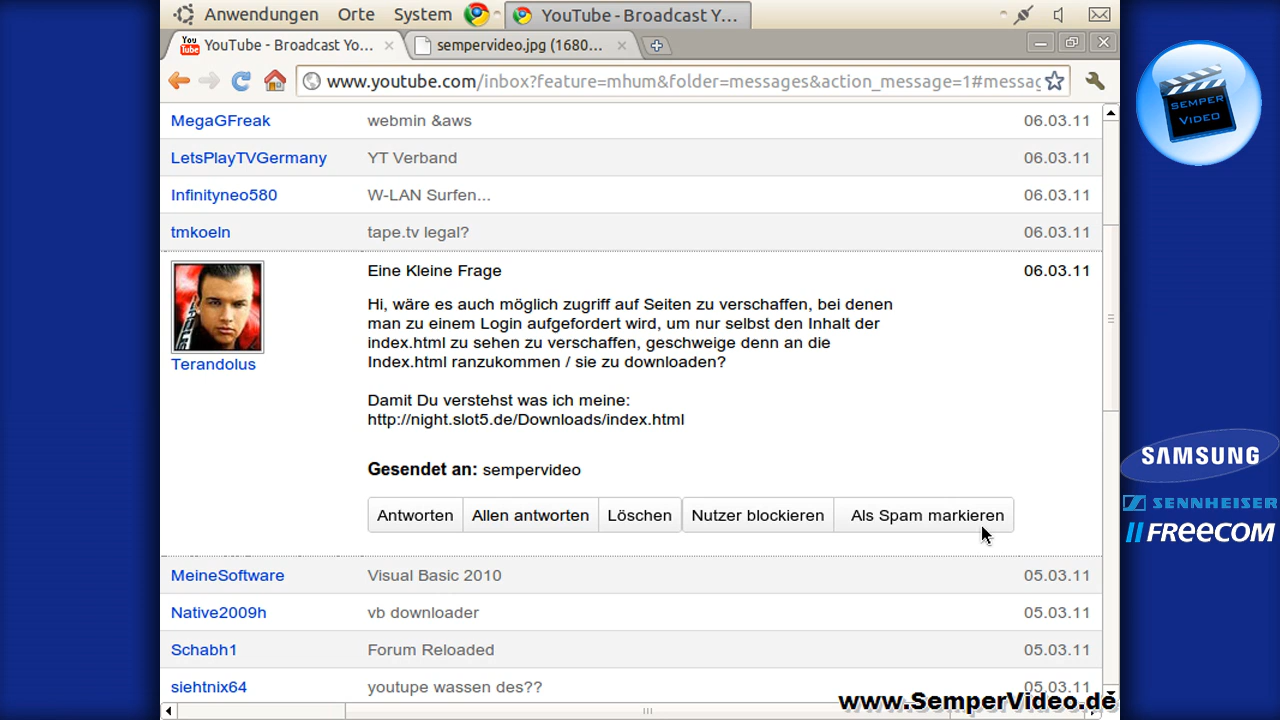 Anwendungen Orte System YouTube - Broadcast Y...
You Tube YouTube - Broadcast Yo... sempervideo.jpg (1680...
www.youtube.com/inbox?feature=mhum&folder=messages&action_message=1#messag
SEMPER
VIDEO
MegaGFreak webmin &aws 06.03.11
LetsPlayTVGermany YT Verband 06.03.11
Infinityneo580 W-LAN Surfen... 06.03.11
tmkoeln tape.tv legal? 06.03.11
Eine Kleine Frage 06.03.11
Hi, wäre es auch möglich zugriff auf Seiten zu verschaffen, bei denen
man zu einem Login aufgefordert wird, um nur selbst den Inhalt der
index.html zu sehen zu verschaffen, geschweige denn an die
Index.html ranzukommen / sie zu downloaden?
Terandolus
Damit Du verstehst was ich meine:
http://night.slot5.de/Downloads/index.html
Gesendet an: sempervideo
Antworten Allen antworten Löschen Nutzer blockieren Als Spam markieren
SAMSUNG
SENNHEISER
FREECOM
MeineSoftware Visual Basic 2010 05.03.11
Native2009h vb downloader 05.03.11
Schabh1 Forum Reloaded 05.03.11
siehtnix64 youtupe wassen des?? 05.03.11
www.SemperVideo.de